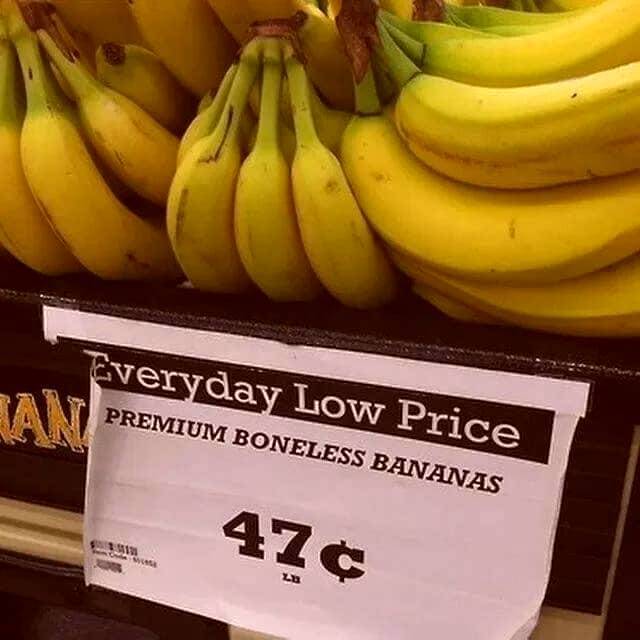 Everyday Low Price
PREMIUM BONELESS BANANAS
47¢
LB